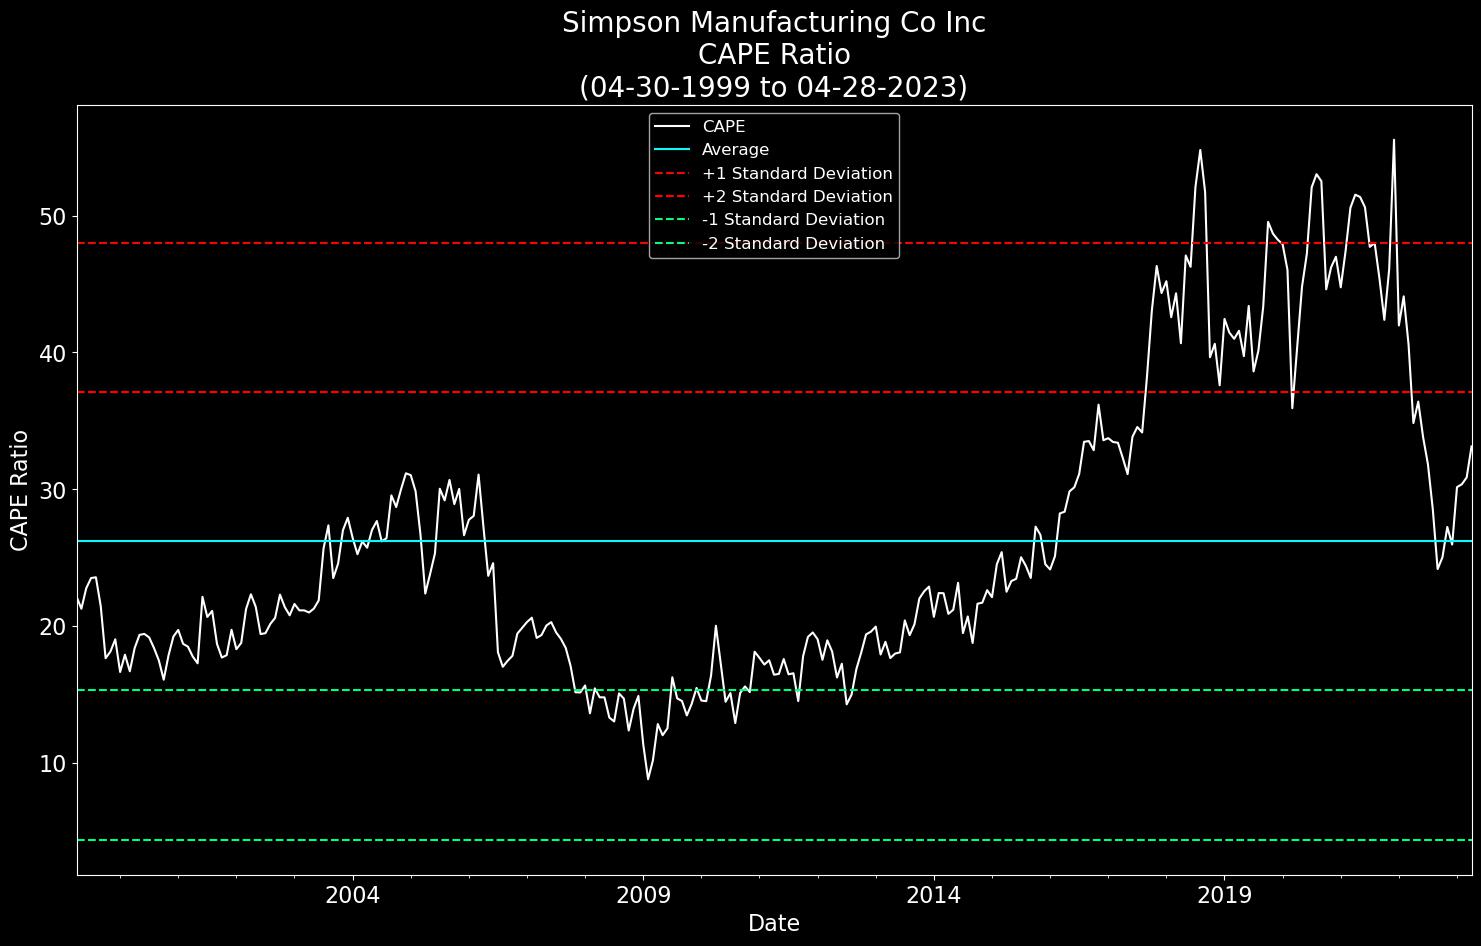 Simpson Manufacturing Co Inc
CAPE Ratio
(04-30-1999 to 04-28-2023)
CAPE
Average
+1 Standard Deviation
+2 Standard Deviation
-1 Standard Deviation
-2 Standard Deviation
50
40
30
20
10
CAPE Ratio
2004 2009 2014 2019
Date